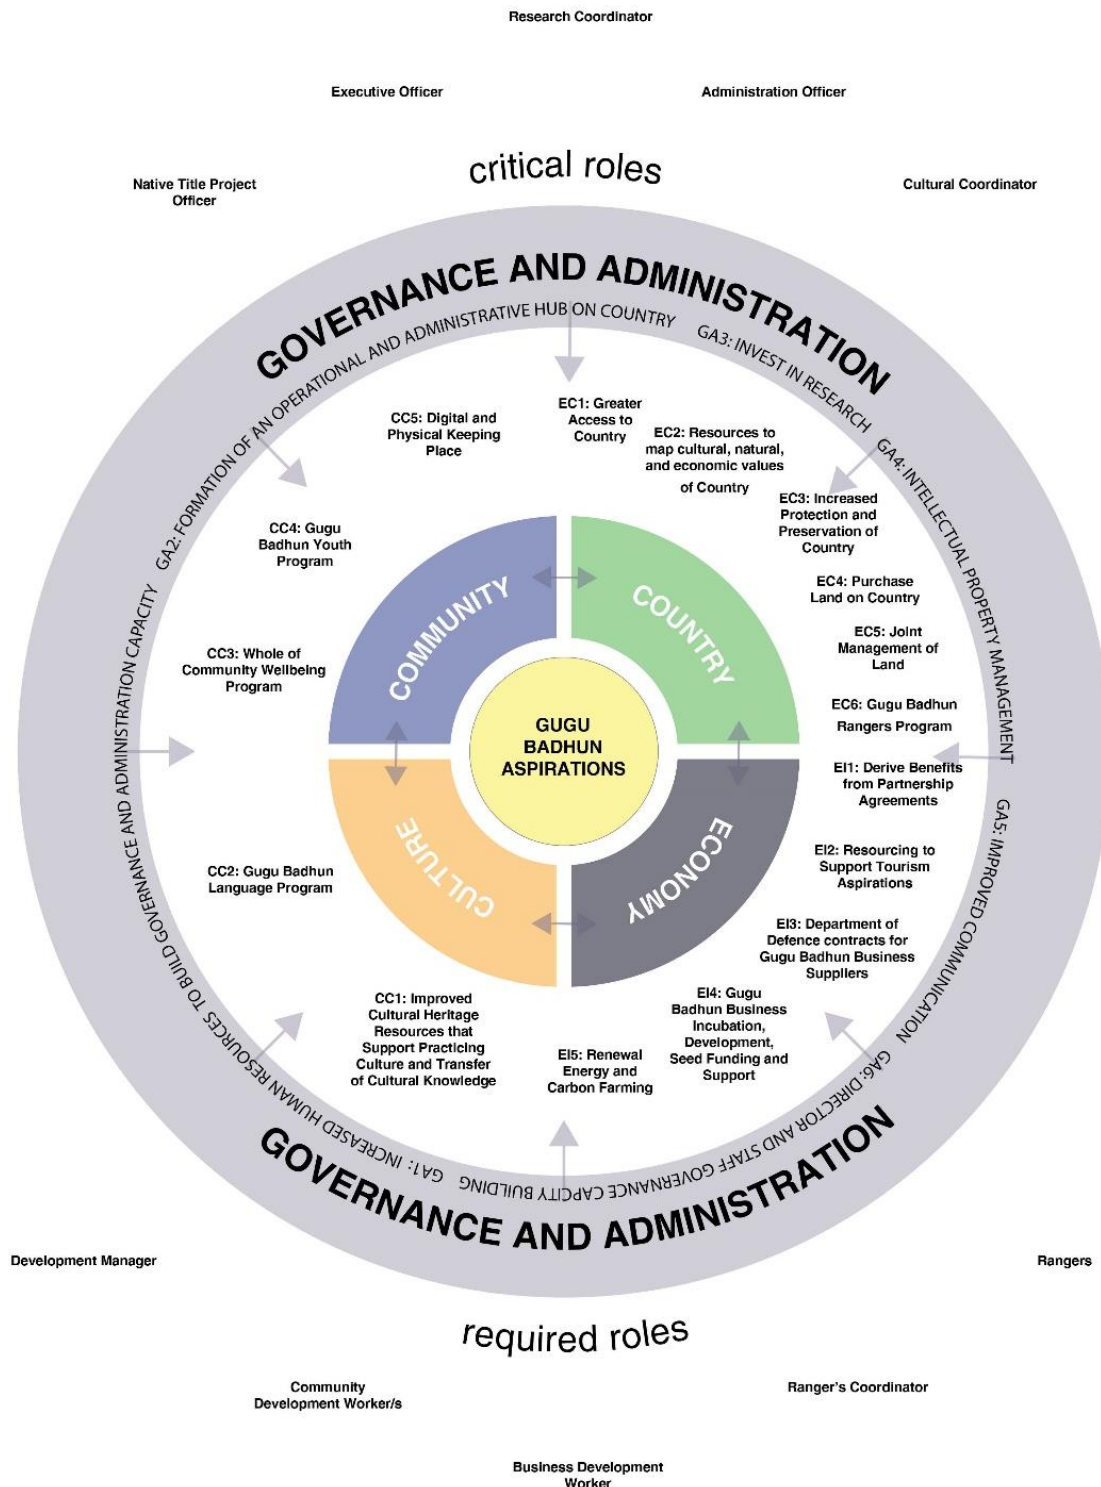 Research Coordinator
Executive Officer
Administration Officer
Native Title Project
Officer
Cultural Coordinator
critical roles
GOVERNANCE AND ADMINISTRATION
GA2: FORMATION OF AN OPERATIONAL AND ADMINISTRATIVE HUB ON COUNTRY
GA3: INVEST IN RESEARCH
GA4: INTELLECTUAL PROPERTY MANAGEMENT
GA5: IMPROVED COMMUNICATION
GA6: DIRECTOR AND STAFF GOVERNANCE CAPCITY BUILDING
GA1: INCREASED HUMAN RESOURCES TO BUILD GOVERNANCE AND ADMINISTRATION CAPACITY
CC5: Digital and
Physical Keeping
Place
EC1: Greater
Access to
Country
EC2: Resources to
map cultural, natural,
and economic values
of Country
EC3: Increased
Protection and
Preservation of
Country
CC4: Gugu
Badhun Youth
Program
EC4: Purchase
Land on Country
EC5: Joint
Management of
Land
CC3: Whole of
Community Wellbeing
Program
EC6: Gugu Badhun
Rangers Program
COMMUNITY
COUNTRY
GUGU
BADHUN
ASPIRATIONS
CULTURE
ECONOMY
EI1: Derive Benefits
from Partnership
Agreements
CC2: Gugu Badhun
Language Program
EI2: Resourcing to
Support Tourism
Aspirations
EI3: Department of
Defence contracts for
Gugu Badhun Business
Suppliers
CC1: Improved
Cultural Heritage
Resources that
Support Practicing
Culture and Transfer
of Cultural Knowledge
EI4: Gugu
Badhun Business
Incubation,
Development,
Seed Funding and
Support
EI5: Renewal
Energy and
Carbon Farming
GOVERNANCE AND ADMINISTRATION
Development Manager
Rangers
required roles
Community
Development Worker/s
Ranger's Coordinator
Business Development
Worker